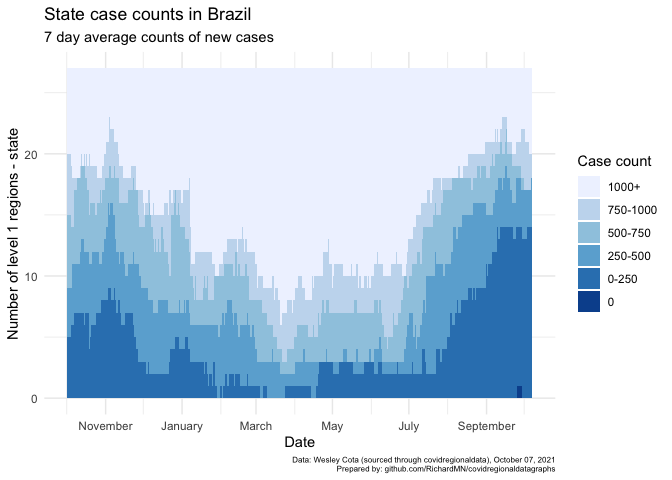 State case counts in Brazil
7 day average counts of new cases
Number of level 1 regions - state
20
10
0
November
January
March
May
July
September
Date
Case count
1000+
750-1000
500-750
250-500
0-250
0
Data: Wesley Cota (sourced through covidregionaldata), October 07, 2021
Prepared by: github.com/RichardMN/covidregionaldatagraphs